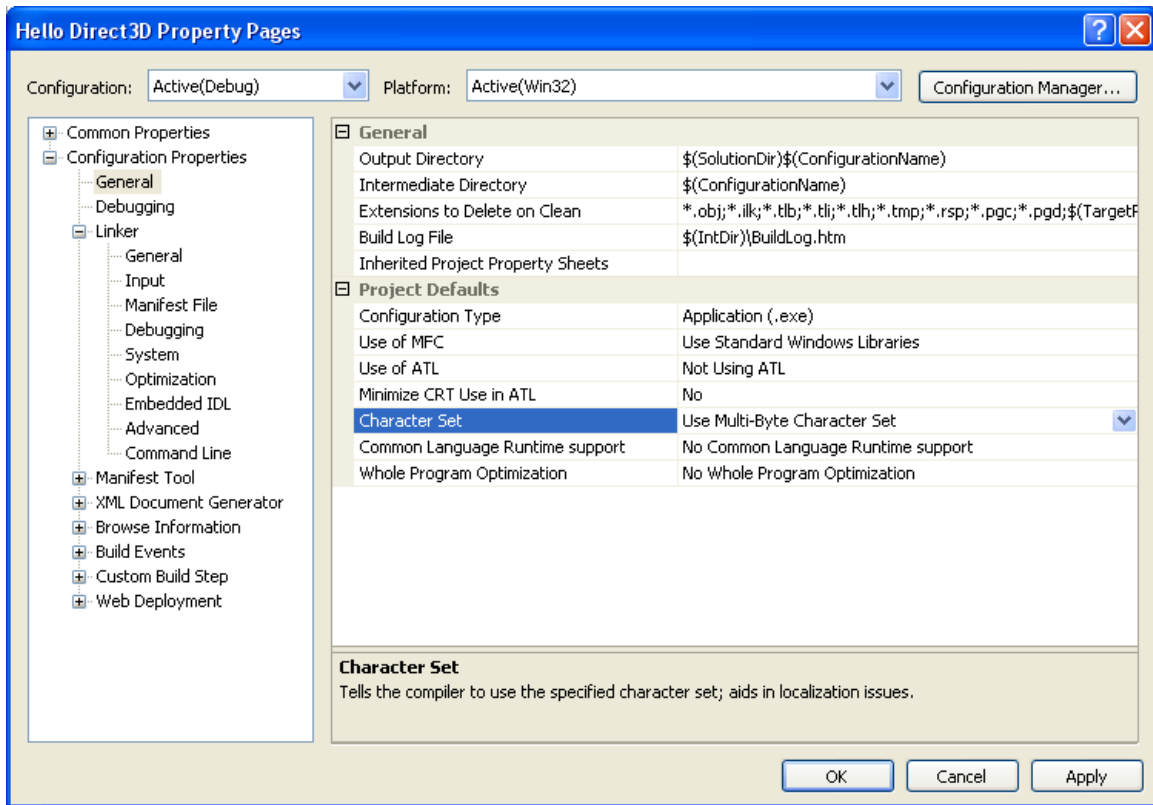 Hello Direct3D Property Pages
Configuration: Active(Debug) Platform: Active(Win32) Configuration Manager...
Common Properties
Configuration Properties
General
Debugging
Linker
General
Input
Manifest File
Debugging
System
Optimization
Embedded IDL
Advanced
Command Line
Manifest Tool
XML Document Generator
Browse Information
Build Events
Custom Build Step
Web Deployment
General
Output Directory $(SolutionDir)$(ConfigurationName)
Intermediate Directory $(ConfigurationName)
Extensions to Delete on Clean *.obj;*.ilk;*.tlb;*.tli;*.tlh;*.tmp;*.rsp;*.pgc;*.pgd;$(TargetP
Build Log File $(IntDir)\BuildLog.htm
Inherited Project Property Sheets
Project Defaults
Configuration Type Application (.exe)
Use of MFC Use Standard Windows Libraries
Use of ATL Not Using ATL
Minimize CRT Use in ATL No
Character Set Use Multi-Byte Character Set
Common Language Runtime support No Common Language Runtime support
Whole Program Optimization No Whole Program Optimization
Character Set
Tells the compiler to use the specified character set; aids in localization issues.
OK Cancel Apply